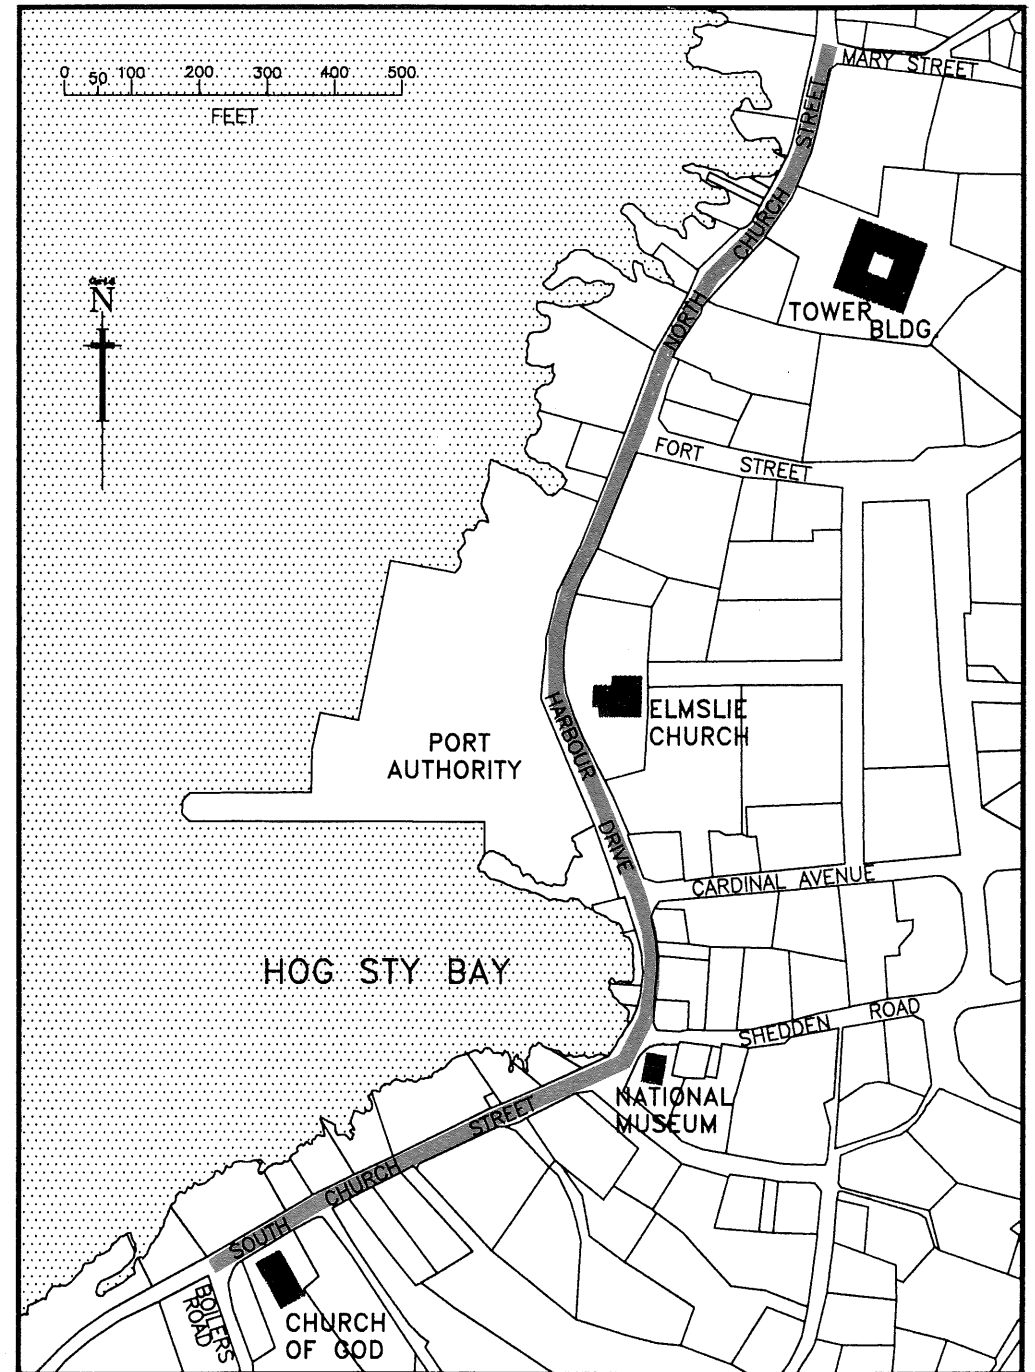 MARY STREET
0 50 100 200 300 400 500
FEET
NORTH CHURCH STREET
N
TOWER
BLDG.
FORT STREET
ELMSLIE
CHURCH
HARBOUR DRIVE
PORT
AUTHORITY
CARDINAL AVENUE
HOG STY BAY
SHEDDEN ROAD
NATIONAL
MUSEUM
SOUTH CHURCH STREET
BOILERS
ROAD
CHURCH
OF GOD